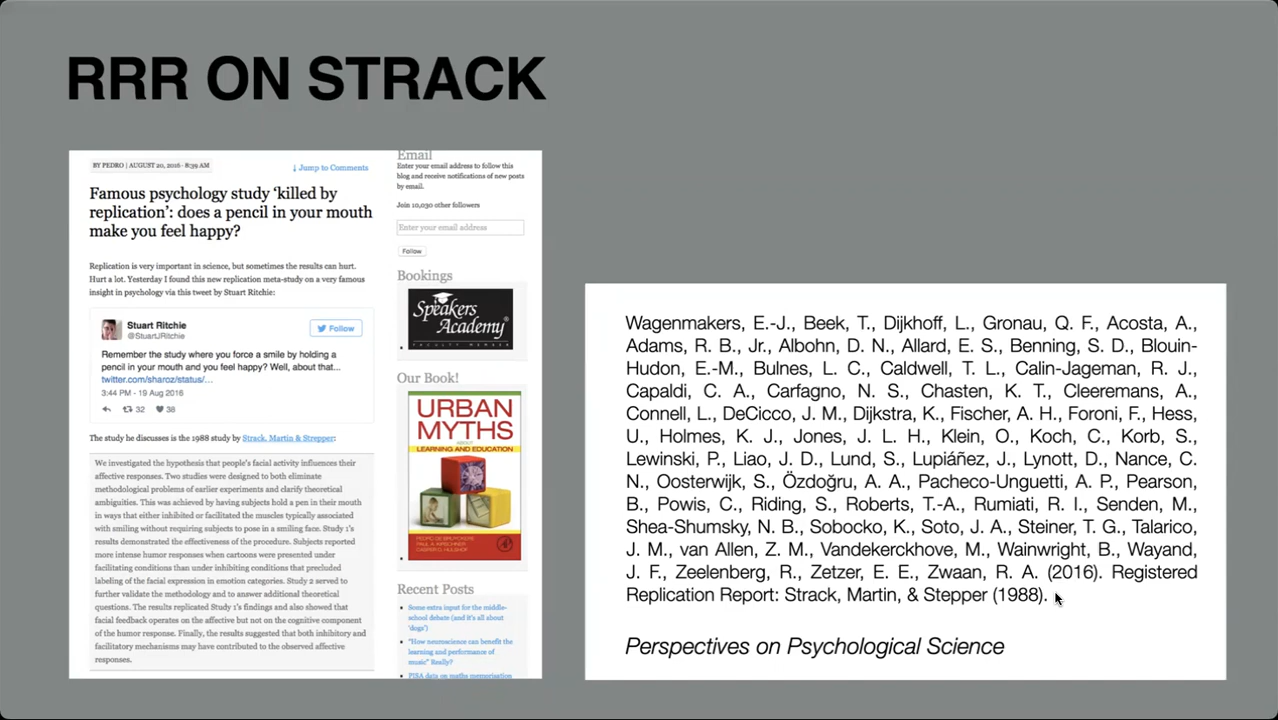 RRR ON STRACK
BY PEDRO | AUGUST 20, 2016 · 8:39 AM
↓ Jump to Comments
Famous psychology study ‘killed by
replication’: does a pencil in your mouth
make you feel happy?
Replication is very important in science, but sometimes the results can hurt.
Hurt a lot. Yesterday I found this new replication meta-study on a very famous
insight in psychology via this tweet by Stuart Ritchie:
Stuart Ritchie
@StuartJRitchie
Follow
Remember the study where you force a smile by holding a
pencil in your mouth and you feel happy? Well, about that...
twitter.com/sharoz/status/…
3:44 PM - 19 Aug 2016
32 38
The study he discusses is the 1988 study by Strack, Martin & Strepper:
We investigated the hypothesis that people's facial activity influences their
affective responses. Two studies were designed to both eliminate
methodological problems of earlier experiments and clarify theoretical
ambiguities. This was achieved by having subjects hold a pen in their mouth
in ways that either inhibited or facilitated the muscles typically associated
with smiling without requiring subjects to pose in a smiling face. Study 1's
results demonstrated the effectiveness of the procedure. Subjects reported
more intense humor responses when cartoons were presented under
facilitating conditions than under inhibiting conditions that precluded
labeling of the facial expression in emotion categories. Study 2 served to
further validate the methodology and to answer additional theoretical
questions. The results replicated Study 1's findings and also showed that
facial feedback operates on the affective but not on the cognitive component
of the humor response. Finally, the results suggested that both inhibitory and
facilitatory mechanisms may have contributed to the observed affective
responses.
Email
Enter your email address to follow this
blog and receive notifications of new posts
by email.
Join 10,030 other followers
Enter your email address
Follow
Bookings
Speakers
Academy
FACULTY MEMBER
Our Book!
URBAN
MYTHS
ABOUT
LEARNING AND EDUCATION
PEDRO DE BRUYCKERE
PAUL A. KIRSCHNER
CASPER D. HULSHOF
Recent Posts
Some extra input for the middle-
school debate (and it's all about
'dogs')
"How neuroscience can benefit the
learning and performance of
music" Really?
PISA data on maths memorisation
Wagenmakers, E.-J., Beek, T., Dijkhoff, L., Gronau, Q. F., Acosta, A.,
Adams, R. B., Jr., Albohn, D. N., Allard, E. S., Benning, S. D., Blouin-
Hudon, E.-M., Bulnes, L. C., Caldwell, T. L., Calin-Jageman, R. J.,
Capaldi, C. A., Carfagno, N. S., Chasten, K. T., Cleeremans, A.,
Connell, L., DeCicco, J. M., Dijkstra, K., Fischer, A. H., Foroni, F., Hess,
U., Holmes, K. J., Jones, J. L. H., Klein, O., Koch, C., Korb, S.,
Lewinski, P., Liao, J. D., Lund, S., Lupiáñez, J., Lynott, D., Nance, C.
N., Oosterwijk, S., Özdoğru, A. A., Pacheco-Unguetti, A. P., Pearson,
B., Powis, C., Riding, S., Roberts, T.-A., Rumiati, R. I., Senden, M.,
Shea-Shumsky, N. B., Sobocko, K., Soto, J. A., Steiner, T. G., Talarico,
J. M., van Allen, Z. M., Vandekerckhove, M., Wainwright, B., Wayand,
J. F., Zeelenberg, R., Zetzer, E. E., Zwaan, R. A. (2016). Registered
Replication Report: Strack, Martin, & Stepper (1988).
Perspectives on Psychological Science